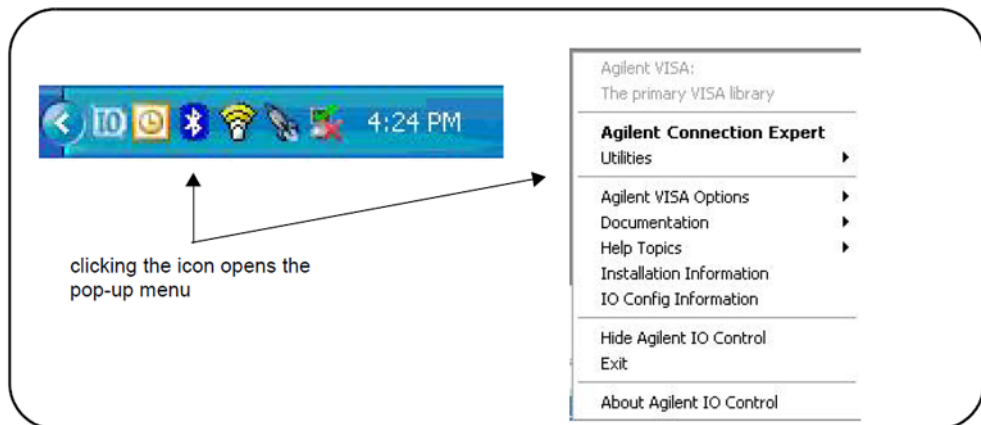 IO
4:24 PM
clicking the icon opens the
pop-up menu
Agilent VISA:
The primary VISA library
Agilent Connection Expert
Utilities
Agilent VISA Options
Documentation
Help Topics
Installation Information
IO Config Information
Hide Agilent IO Control
Exit
About Agilent IO Control